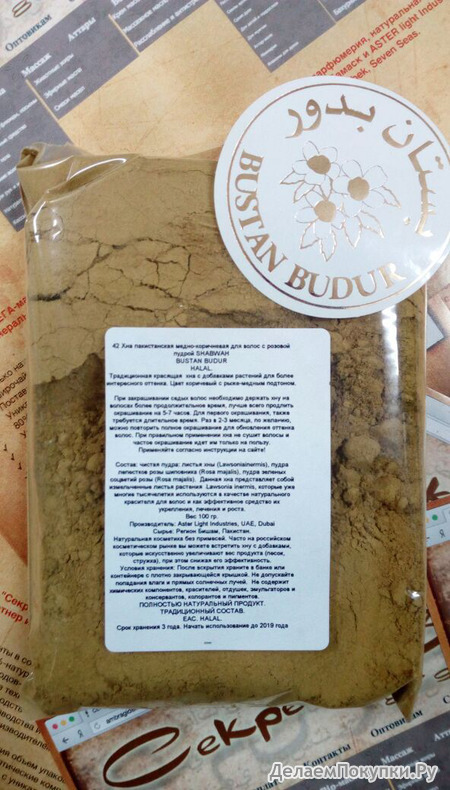 بستان بدور
BUSTAN BUDUR
Оптовикам
Массаж
Аттары
42 Хна пакистанская медно-коричневая для волос с розовой
пудрой SHABWAH
BUSTAN BUDUR
HALAL.
Традиционная красящая хна с добавками растений для более
интересного оттенка. Цвет коричневый с рыже-медным подтоном.
При закрашивании седых волос необходимо держать хну на
волосах более продолжительное время, лучше всего продлить
окрашивание на 5-7 часов. Для первого окрашивания, также
требуется длительное время. Раз в 2-3 месяца, по желанию,
можно повторить полное окрашивание для обновления оттенка
волос. При правильном применении хна не сушит волосы и
частое окрашивание идет им только на пользу.
Применяйте согласно инструкции на сайте!
Состав: чистая пудра: листья хны (Lawsoniainermis), пудра
лепестков розы шиповника (Rosa majalis), пудра зеленых
соцветий розы (Rosa majalis). Данная хна представляет собой
измельченные листья растения -Lawsonia inermis, которые уже
многие тысячелетия используются в качестве натурального
красителя для волос и как эффективное средство их
укрепления, лечения и роста.
Вес:100 гр.
Производитель: Aster Light Industries, UAE, Dubai
Сырье: Регион Бишам, Пакистан.
Натуральная косметика без примесей. Часто на российском
косметическом рынке вы можете встретить хну с добавками,
которые искусственно увеличивают вес продукта (песок,
стружка), при этом снижая его эффективность.
Условия хранения: После вскрытия храните в банке или
контейнере с плотно закрывающейся крышкой. Не допускайте
попадания влаги и прямых солнечных лучей. Не содержит
химических компонентов, красителей, отдушек, эмульгаторов и
консервантов, колорантов и пигментов.
ПОЛНОСТЬЮ НАТУРАЛЬНЫЙ ПРОДУКТ.
ТРАДИЦИОННЫЙ СОСТАВ.
EAC. HALAL.
Срок хранения 3 года. Начать использование до 2019 года
Секре
Контакты
Оптовикам
Массаж
ДелаемПокупки.Ру